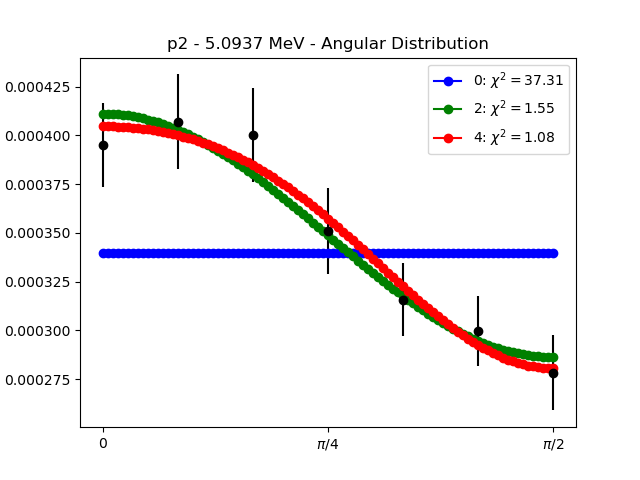 p2 - 5.0937 MeV - Angular Distribution
0: χ² = 37.31
2: χ² = 1.55
4: χ² = 1.08
0.000425
0.000400
0.000375
0.000350
0.000325
0.000300
0.000275
0
π/4
π/2